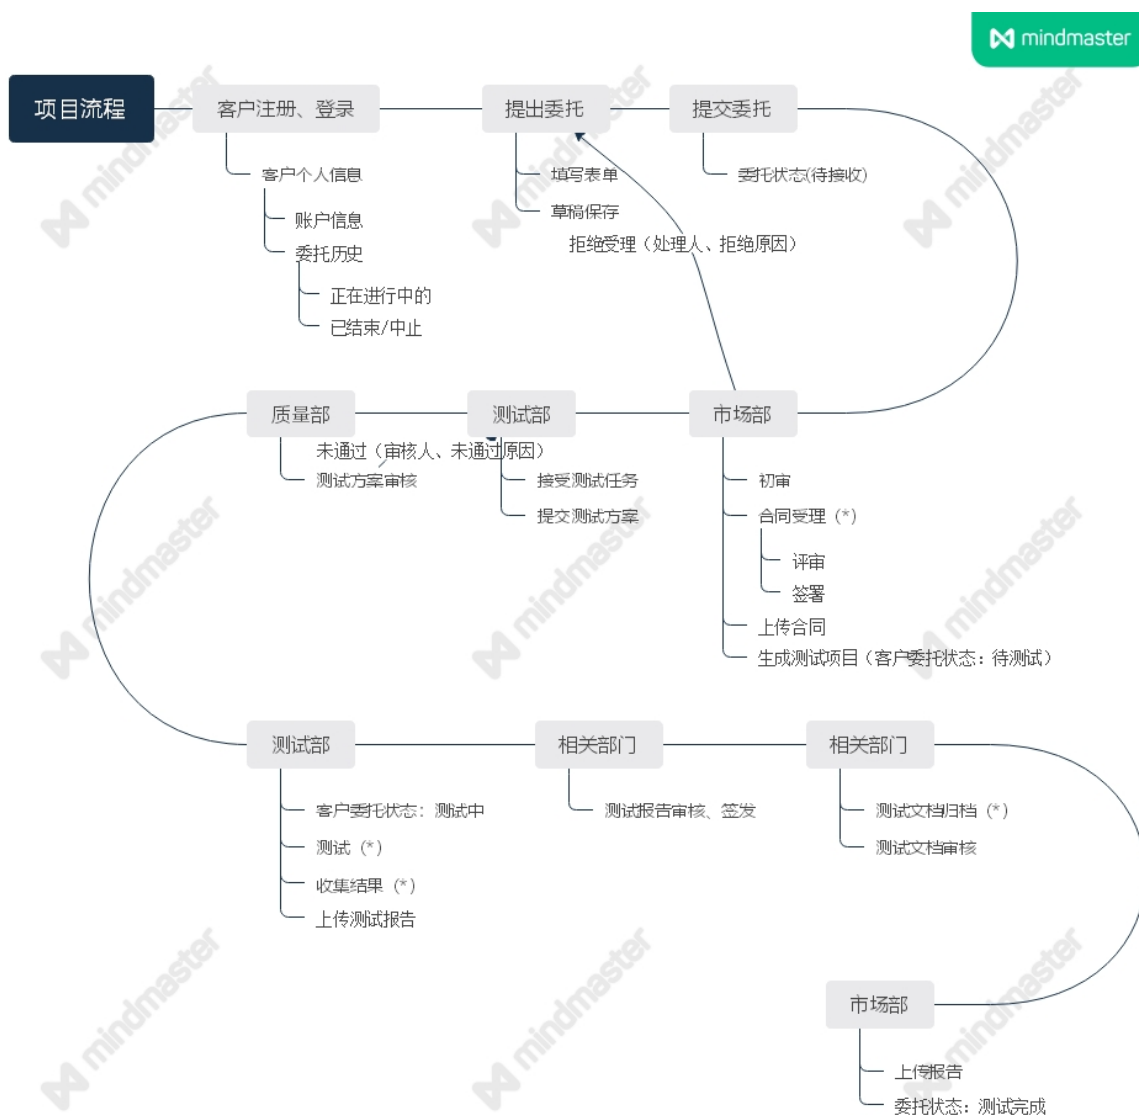 mindmaster
项目流程
客户注册、登录
提出委托
提交委托
客户个人信息
填写表单
委托状态(待接收)
账户信息
草稿保存
委托历史
拒绝受理（处理人、拒绝原因）
正在进行中的
已结束/中止
质量部
测试部
市场部
未通过（审核人、未通过原因）
测试方案审核
接受测试任务
初审
提交测试方案
合同受理 (*)
评审
签署
上传合同
生成测试项目（客户委托状态：待测试）
测试部
相关部门
相关部门
客户委托状态：测试中
测试报告审核、签发
测试文档归档 (*)
测试 (*)
测试文档审核
收集结果 (*)
上传测试报告
市场部
上传报告
委托状态：测试完成
mindmaster
mindmaster
mindmaster
mindmaster
mindmaster
mindmaster
mindmaster
mindmaster
mindmaster